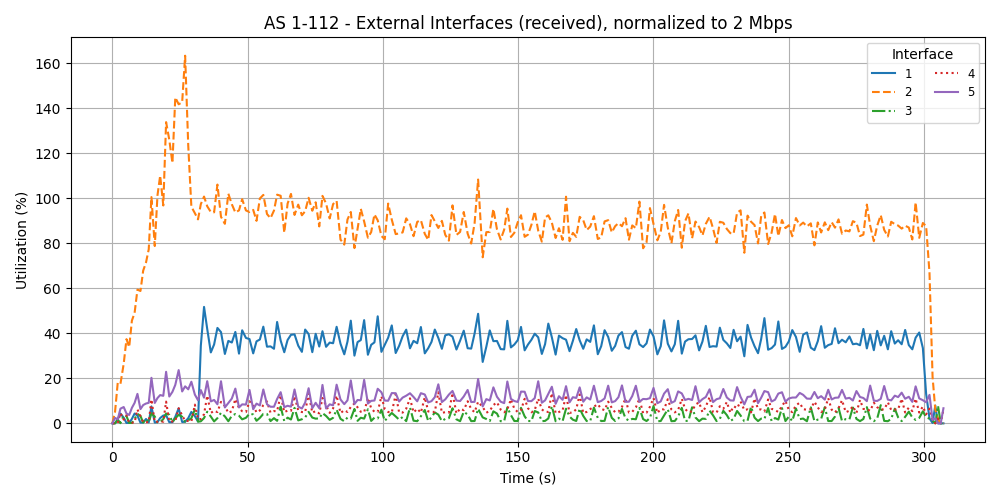 AS 1-112 - External Interfaces (received), normalized to 2 Mbps
Utilization (%)
160
140
120
100
80
60
40
20
0
0 50 100 150 200 250 300
Time (s)
Interface
1 4
2 5
3